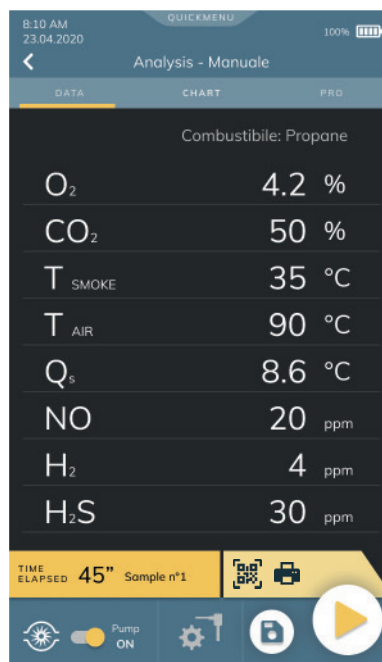 QUICKMENU
8:10 AM
23.04.2020
100%
Analysis - Manuale
DATA CHART PRO
Combustibile: Propane
O₂ 4.2 %
CO₂ 50 %
T SMOKE 35 °C
T AIR 90 °C
Qs 8.6 °C
NO 20 ppm
H₂ 4 ppm
H₂S 30 ppm
TIME ELAPSED 45” Sample n°1
Pump
ON